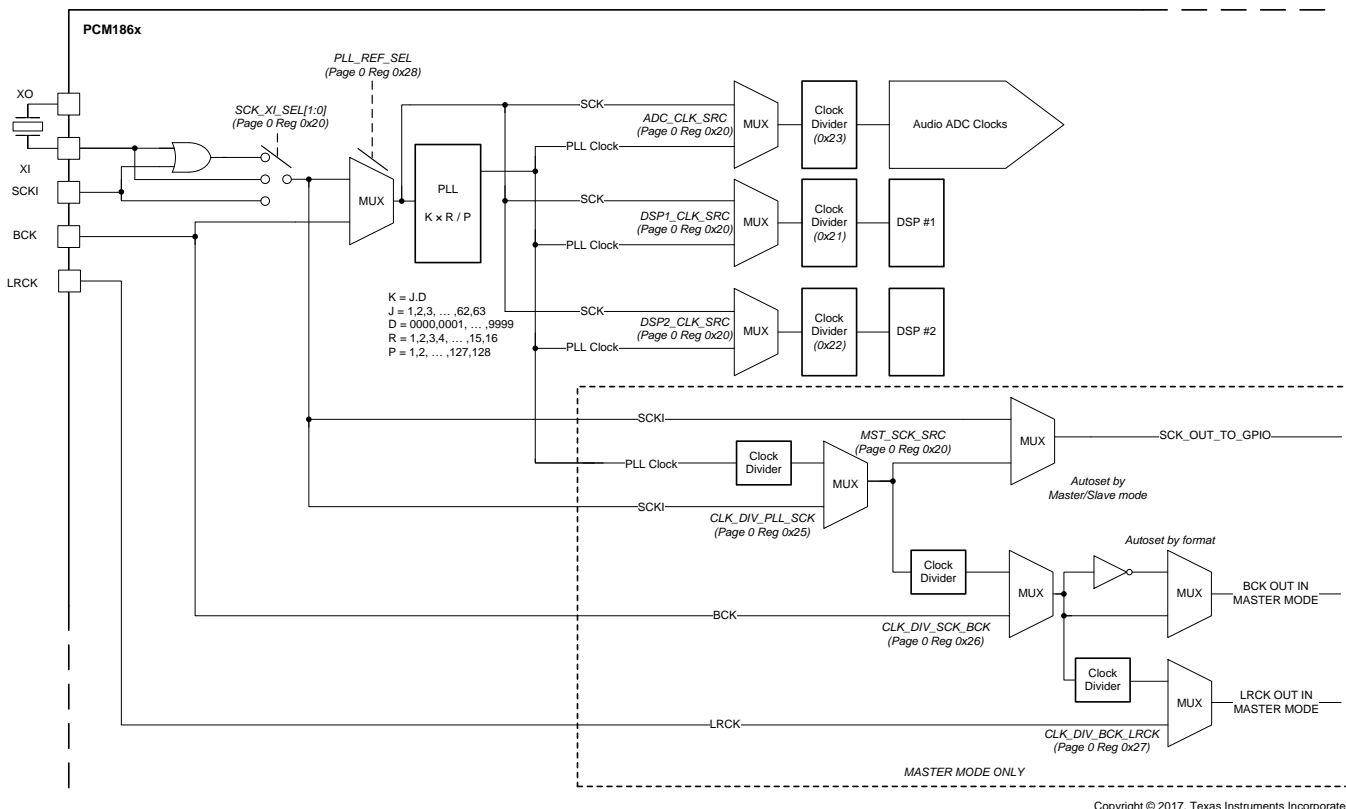 PCM186x
XO
XI
SCKI
BCK
LRCK
SCK_XI_SEL[1:0]
(Page 0 Reg 0x20)
PLL_REF_SEL
(Page 0 Reg 0x28)
MUX
PLL
K × R / P
K = J.D
J = 1,2,3, … ,62,63
D = 0000,0001, … ,9999
R = 1,2,3,4, … ,15,16
P = 1,2, … ,127,128
SCK
ADC_CLK_SRC
(Page 0 Reg 0x20)
PLL Clock
MUX
Clock
Divider
(0x23)
Audio ADC Clocks
SCK
DSP1_CLK_SRC
(Page 0 Reg 0x20)
PLL Clock
MUX
Clock
Divider
(0x21)
DSP #1
SCK
DSP2_CLK_SRC
(Page 0 Reg 0x20)
PLL Clock
MUX
Clock
Divider
(0x22)
DSP #2
SCKI
MST_SCK_SRC
(Page 0 Reg 0x20)
MUX
SCK_OUT_TO_GPIO
Autoset by
Master/Slave mode
PLL Clock
Clock
Divider
MUX
SCKI
CLK_DIV_PLL_SCK
(Page 0 Reg 0x25)
Clock
Divider
MUX
Autoset by format
MUX
BCK OUT IN
MASTER MODE
BCK
CLK_DIV_SCK_BCK
(Page 0 Reg 0x26)
Clock
Divider
MUX
LRCK OUT IN
MASTER MODE
LRCK
CLK_DIV_BCK_LRCK
(Page 0 Reg 0x27)
MASTER MODE ONLY
Copyright © 2017, Texas Instruments Incorporate